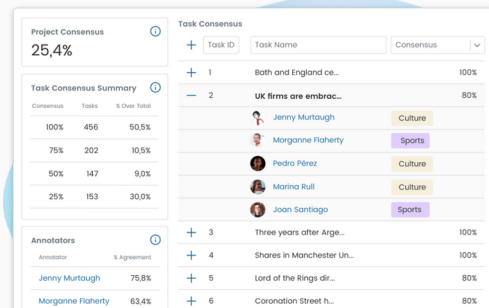 Project Consensus
25,4%
Task Consensus Summary
Consensus Tasks % Over Total
100% 456 50,5%
75% 202 10,5%
50% 147 9,0%
25% 153 30,0%
Annotators
Annotator % Agreement
Jenny Murtaugh 75,8%
Morganne Flaherty 63,4%
Task Consensus
Task ID Task Name Consensus
1 Bath and England ce... 100%
2 UK firms are embrac... 80%
Jenny Murtaugh Culture
Morganne Flaherty Sports
Pedro Pérez Culture
Marina Rull Culture
Joan Santiago Sports
3 Three years after Arge... 100%
4 Shares in Manchester Un... 100%
5 Lord of the Rings dir... 80%
6 Coronation Street h... 80%